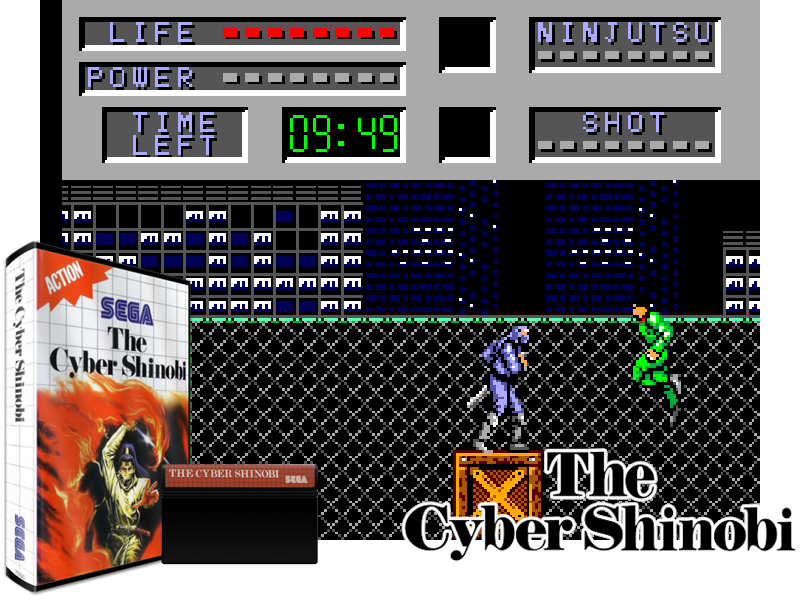 LIFE
NINJUTSU
POWER
TIME
LEFT
09:49
SHOT
ACTION
SEGA
The
Cyber Shinobi
The Cyber Shinobi
SEGA
THE CYBER SHINOBI
SEGA
The
Cyber Shinobi